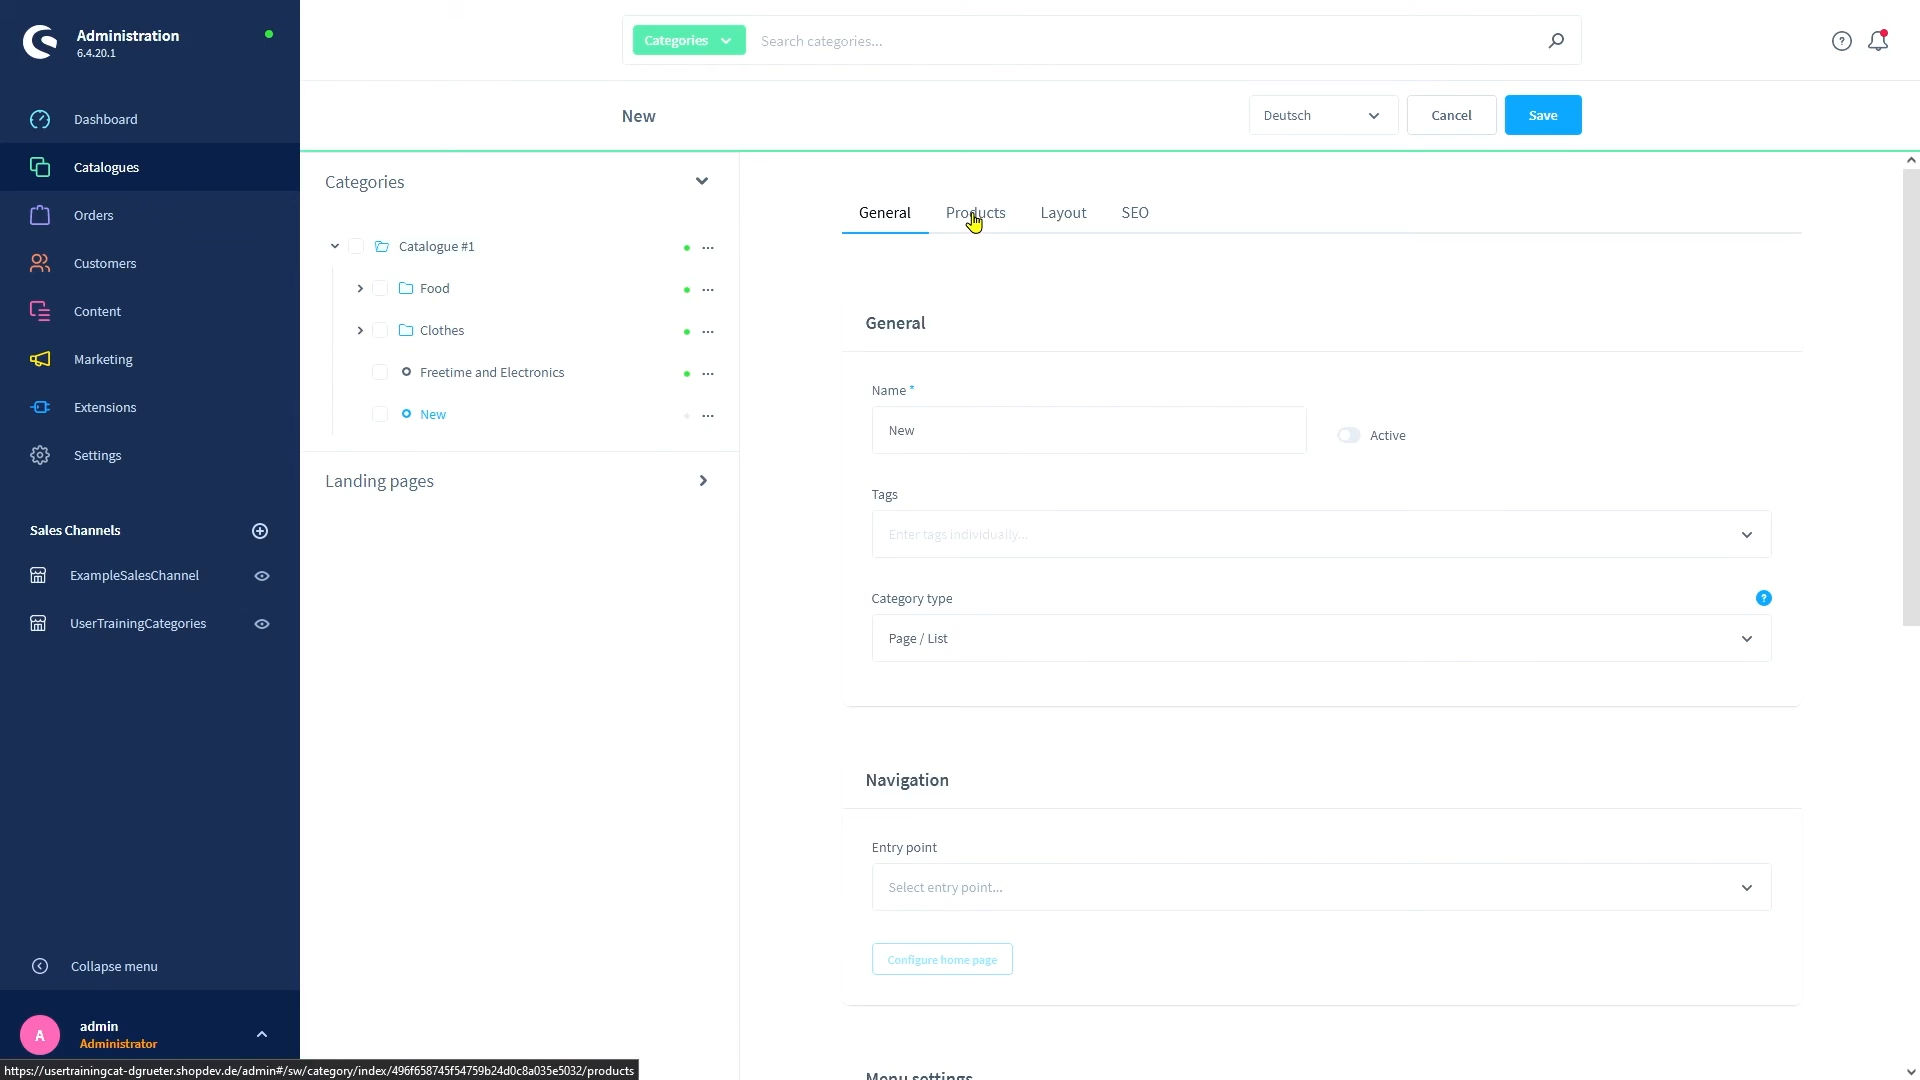 Administration
6.4.20.1
Categories
Search categories...
New
Deutsch
Cancel
Save
Dashboard
Catalogues
Orders
Customers
Content
Marketing
Extensions
Settings
Sales Channels
ExampleSalesChannel
UserTrainingCategories
Collapse menu
A
admin
Administrator
Categories
Catalogue #1
Food
Clothes
Freetime and Electronics
New
Landing pages
General
Products
Layout
SEO
General
Name *
New
Active
Tags
Enter tags individually...
Category type
?
Page / List
Navigation
Entry point
Select entry point...
Configure home page
Menu settings
https://usertrainingcat-dgrueter.shopdev.de/admin#/sw/category/index/496f658745f54759b24d0c8a035e5032/products